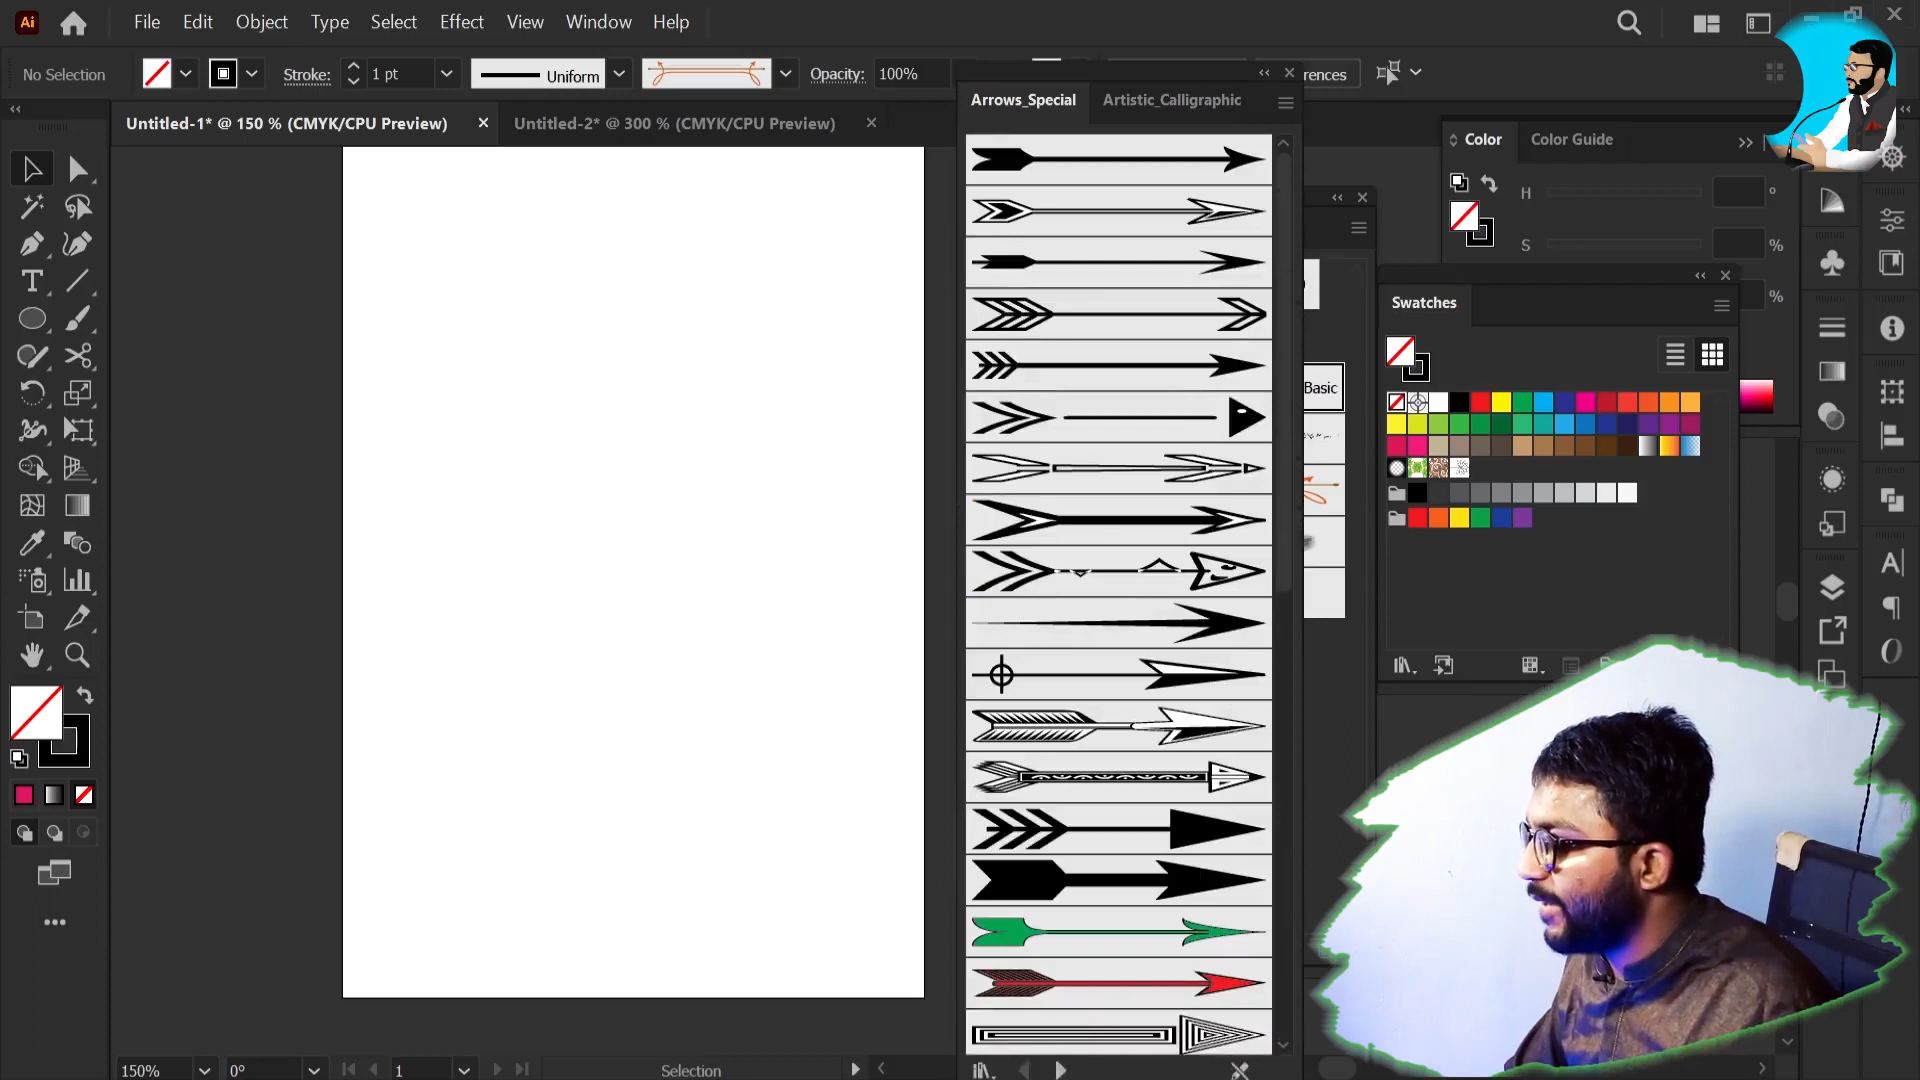 Ai
File Edit Object Type Select Effect View Window Help
No Selection
Stroke:
1 pt
Uniform
Opacity:
100%
rences
Untitled-1* @ 150 % (CMYK/CPU Preview)
Untitled-2* @ 300 % (CMYK/CPU Preview)
Arrows_Special
Artistic_Calligraphic
Color
Color Guide
H
°
S
%
%
Swatches
Basic
150%
0°
1
Selection